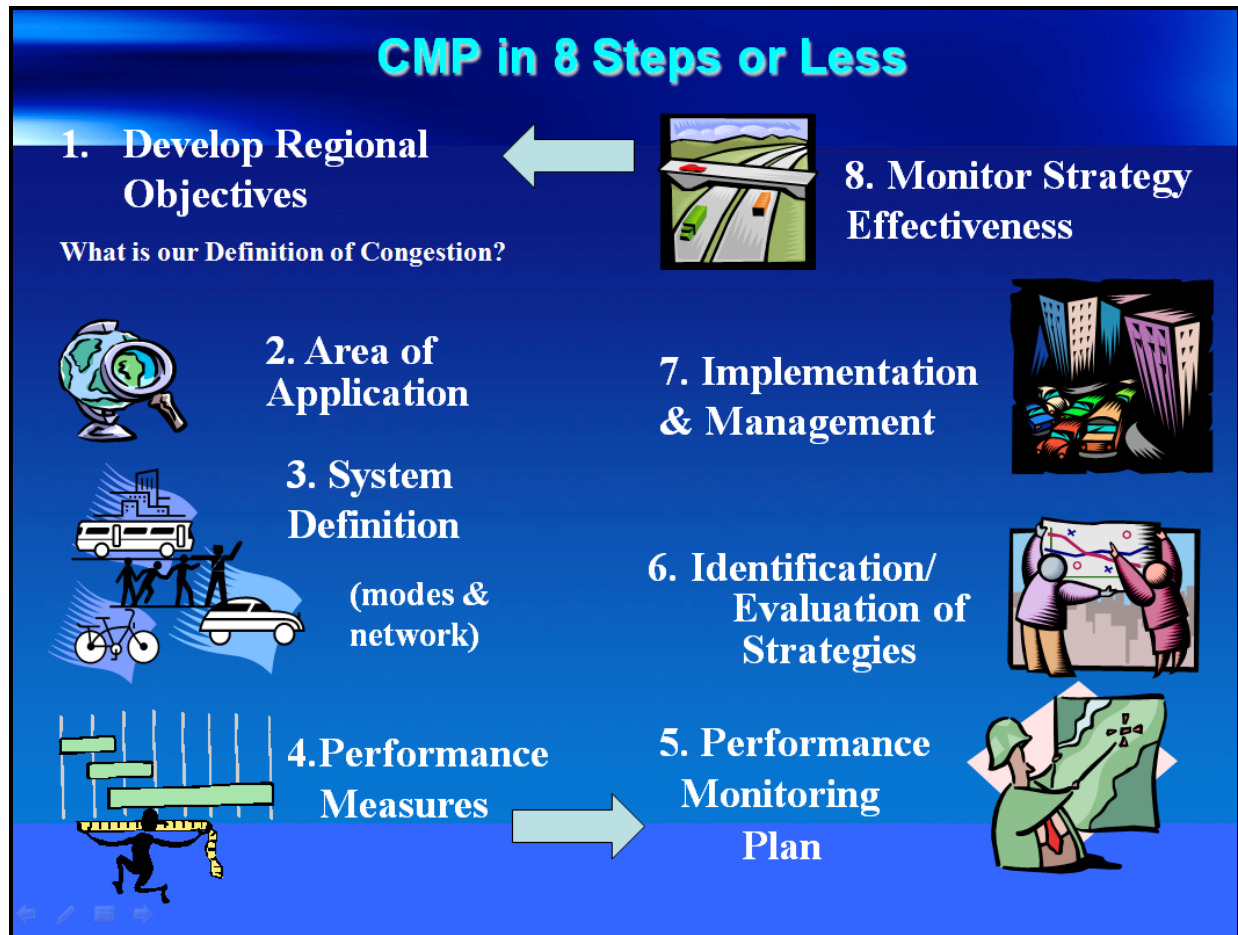 CMP in 8 Steps or Less
1. Develop Regional
Objectives
What is our Definition of Congestion?
2. Area of
Application
3. System
Definition
(modes &
network)
4.Performance
Measures
5. Performance
Monitoring
Plan
6. Identification/
Evaluation of
Strategies
7. Implementation
& Management
8. Monitor Strategy
Effectiveness